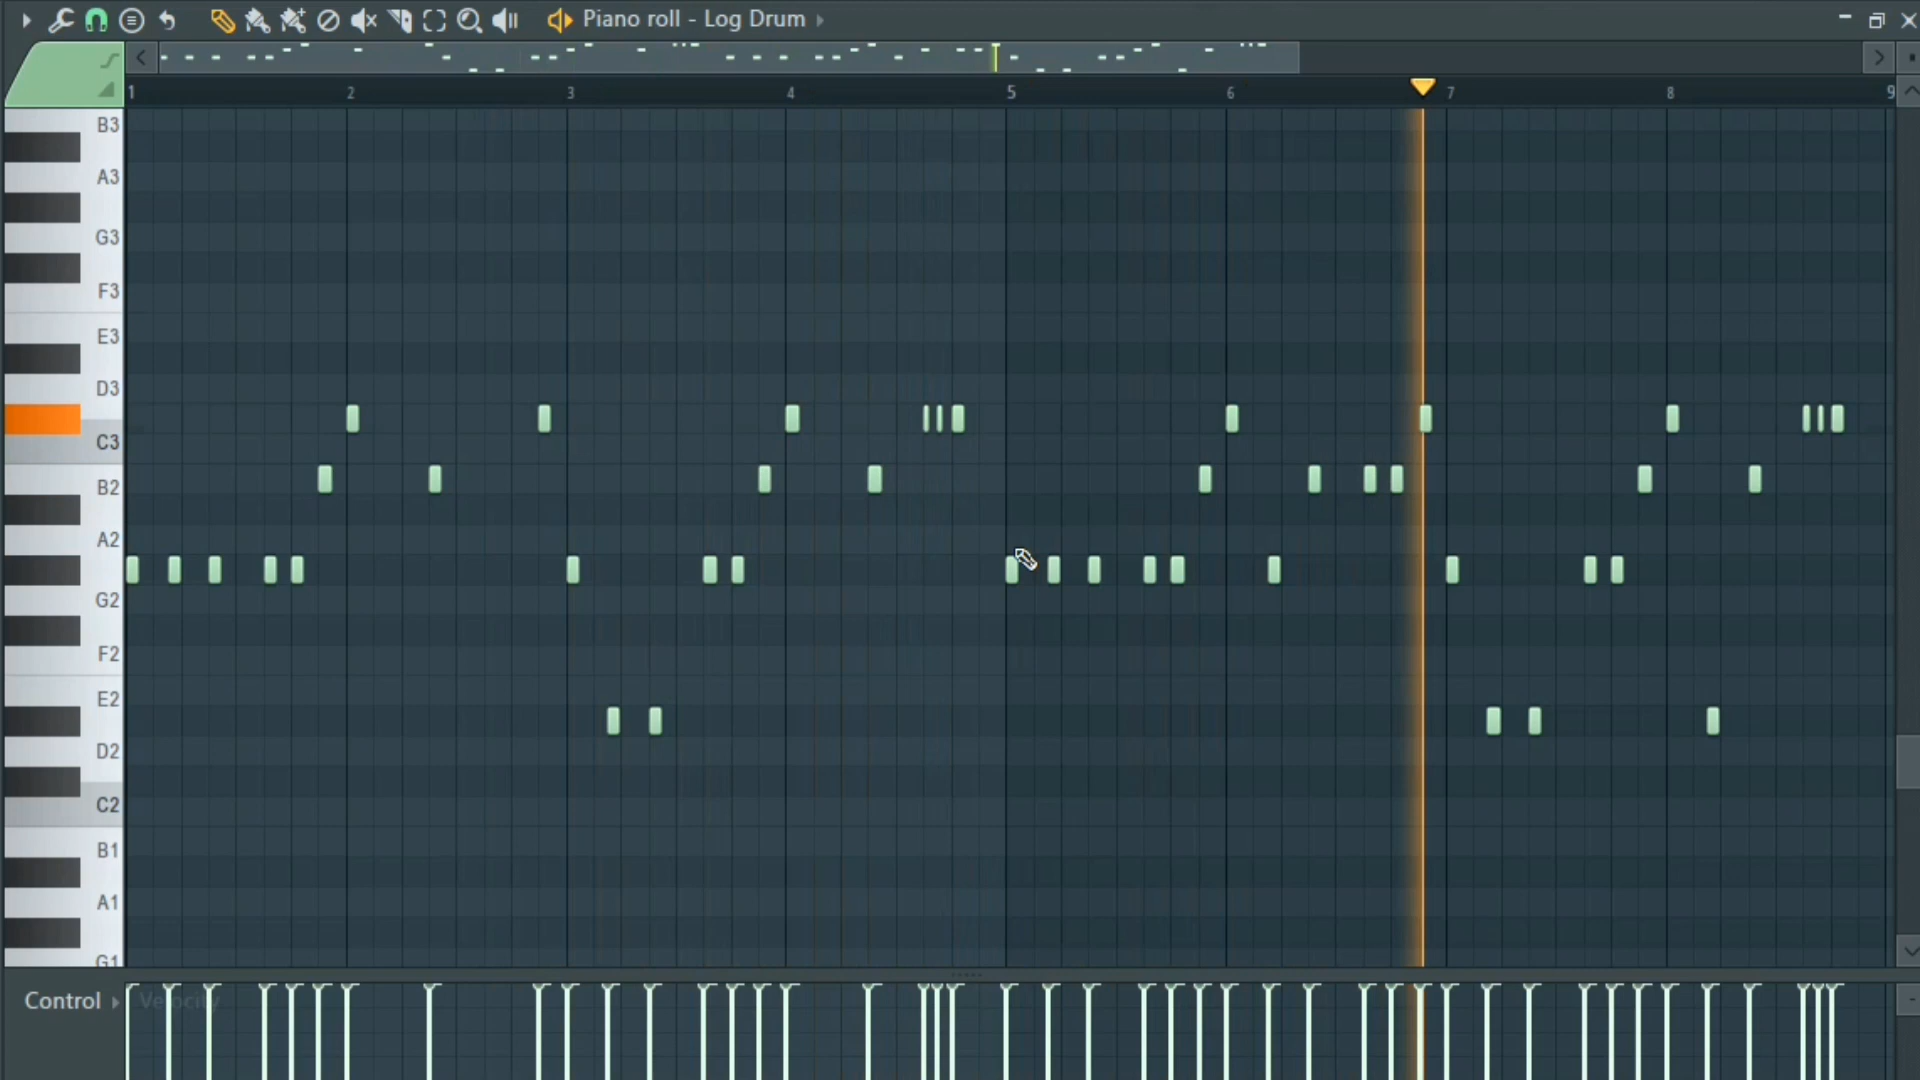 Piano roll - Log Drum
1 2 3 4 5 6 7 8 9
B3
A3
G3
F3
E3
D3
C3
B2
A2
G2
F2
E2
D2
C2
B1
A1
G1
Control Velocity